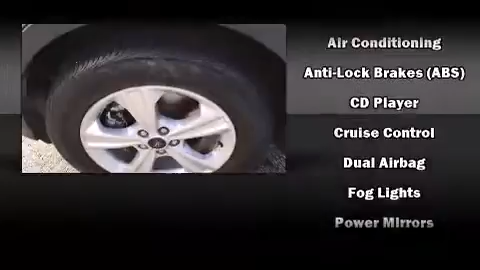 Air Conditioning
Anti-Lock Brakes (ABS)
CD Player
Cruise Control
Dual Airbag
Fog Lights
Power Mirrors